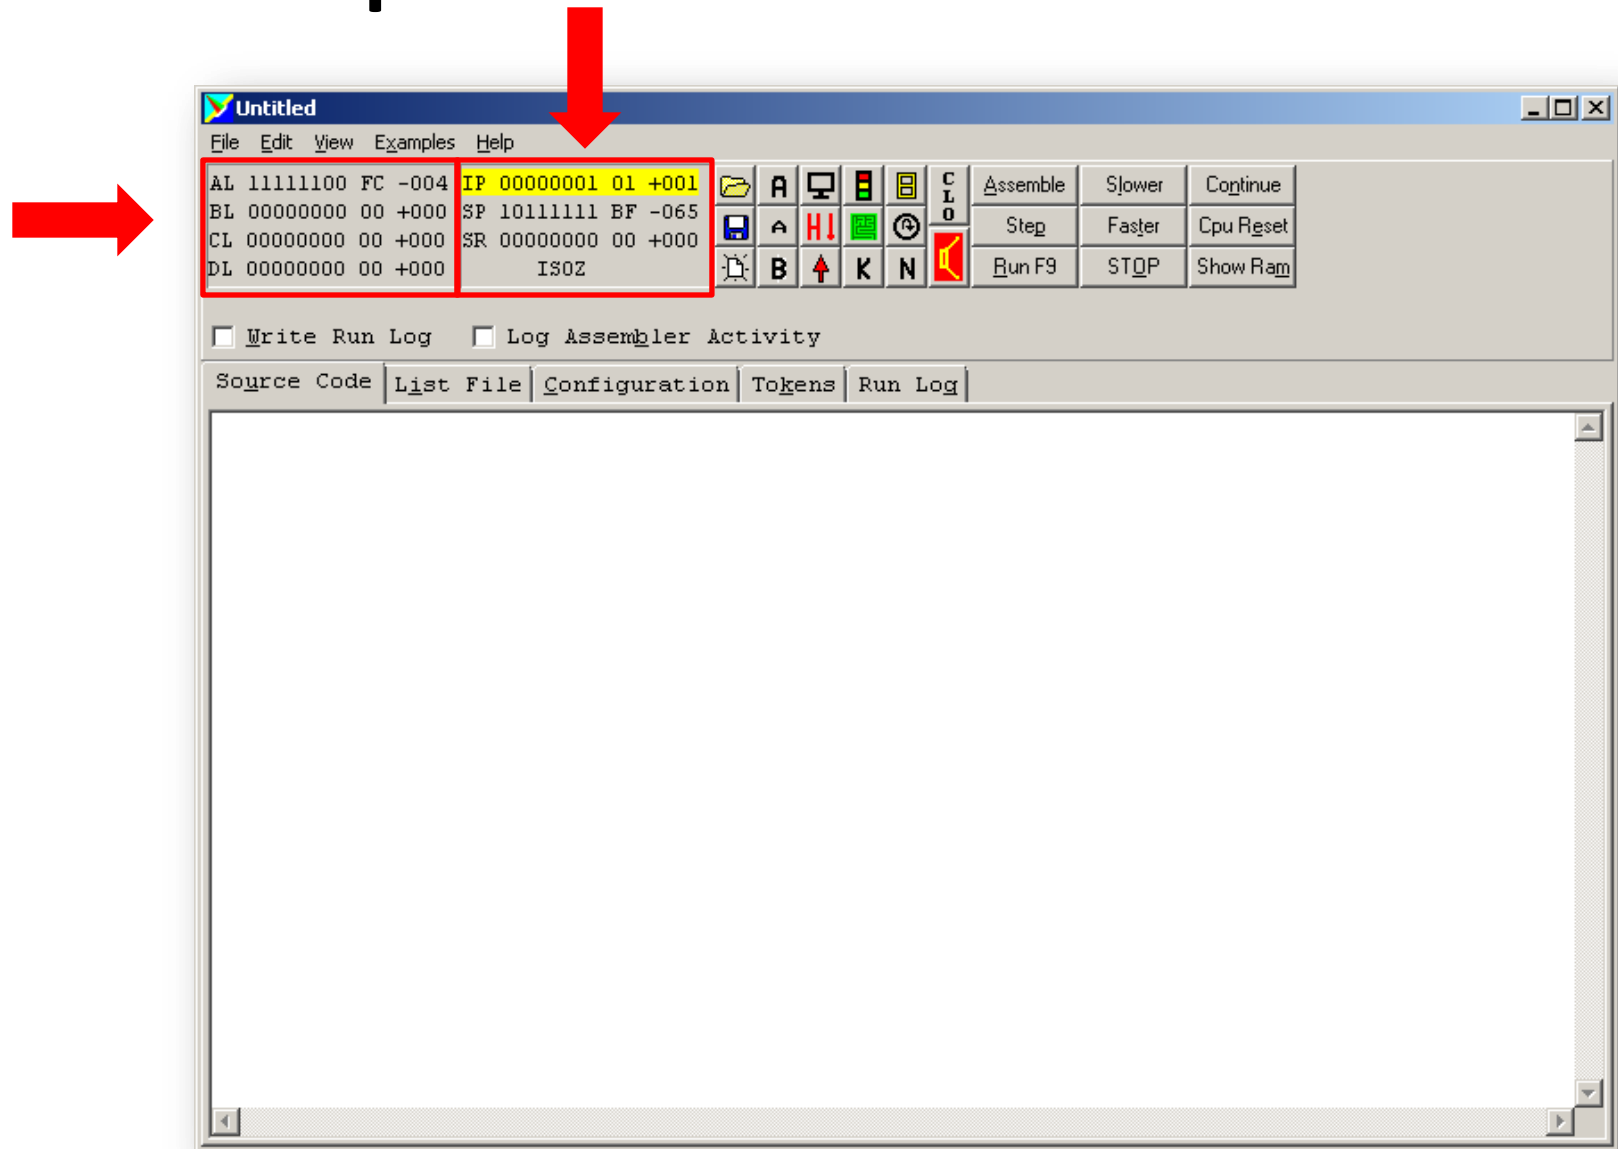 Untitled
File Edit View Examples Help
AL 11111100 FC -004 IP 00000001 01 +001
BL 00000000 00 +000 SP 10111111 BF -065
CL 00000000 00 +000 SR 00000000 00 +000
DL 00000000 00 +000 ISOZ
A C L O Assemble Slower Continue
A H Step Faster Cpu Reset
B K N Run F9 STOP Show Ram
Write Run Log Log Assembler Activity
Source Code List File Configuration Tokens Run Log